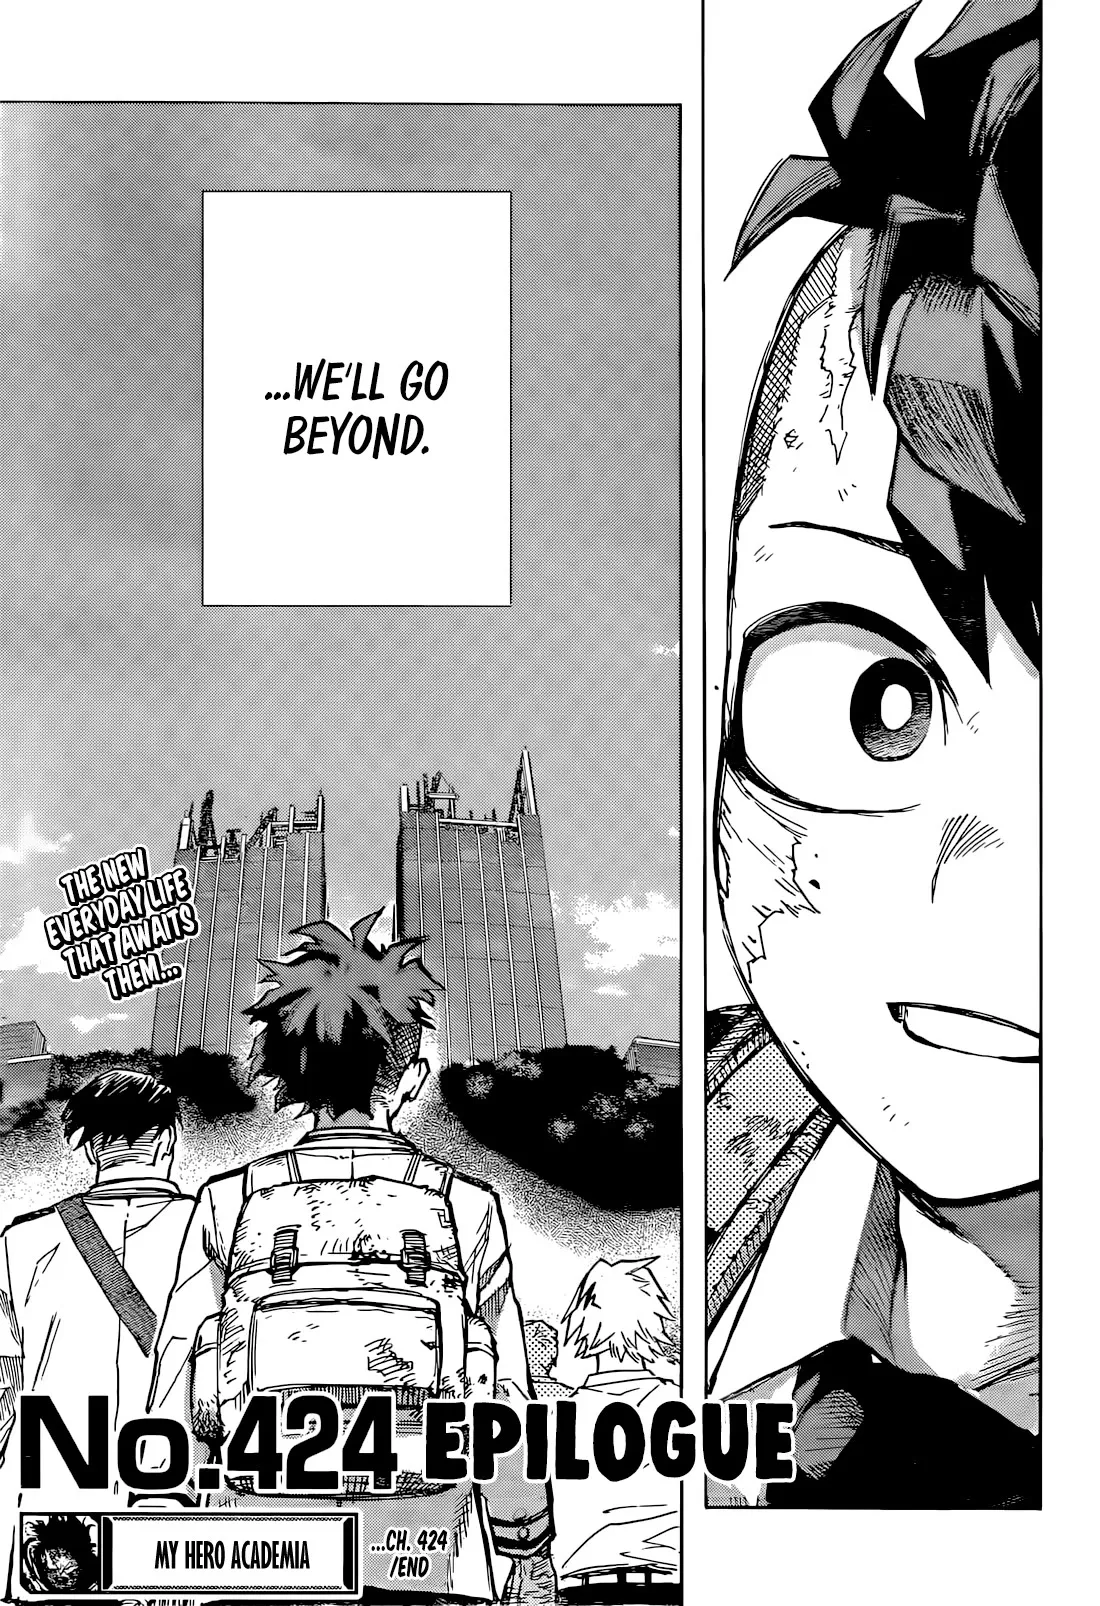 ...WE'LL GO
BEYOND.
THE NEW
EVERYDAY LIFE
THAT AWAITS
THEM...
No.424 EPILOGUE
MY HERO ACADEMIA
...CH. 424
/END